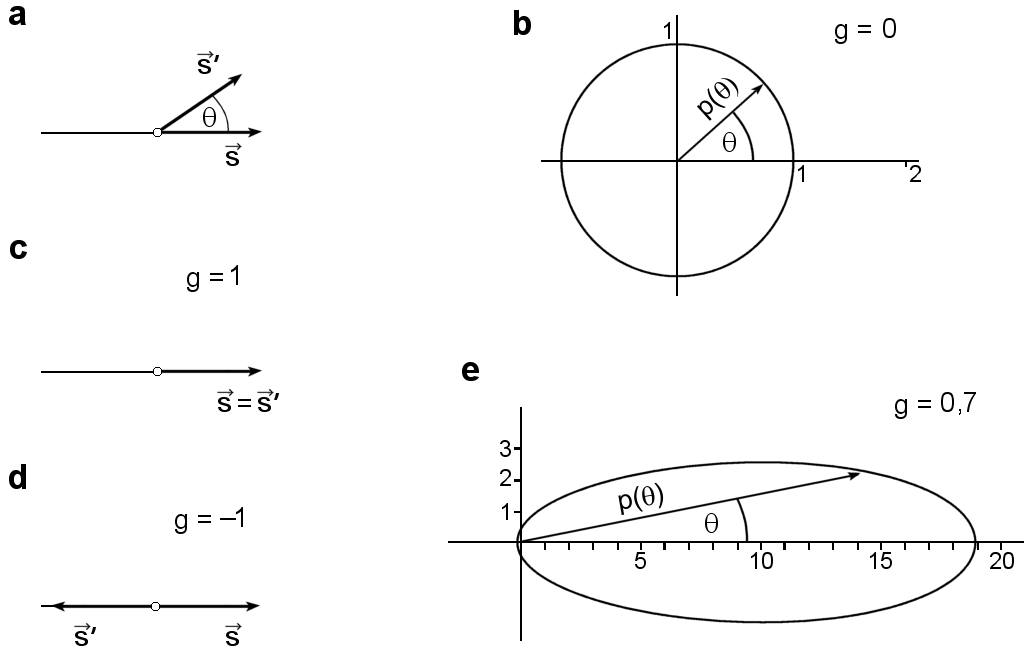 a
s⃗′
θ
s⃗
b
g = 0
1
p(θ)
θ
1
2
c
g = 1
s⃗ = s⃗′
d
g = –1
s⃗′
s⃗
e
g = 0,7
3
2
1
p(θ)
θ
5
10
15
20